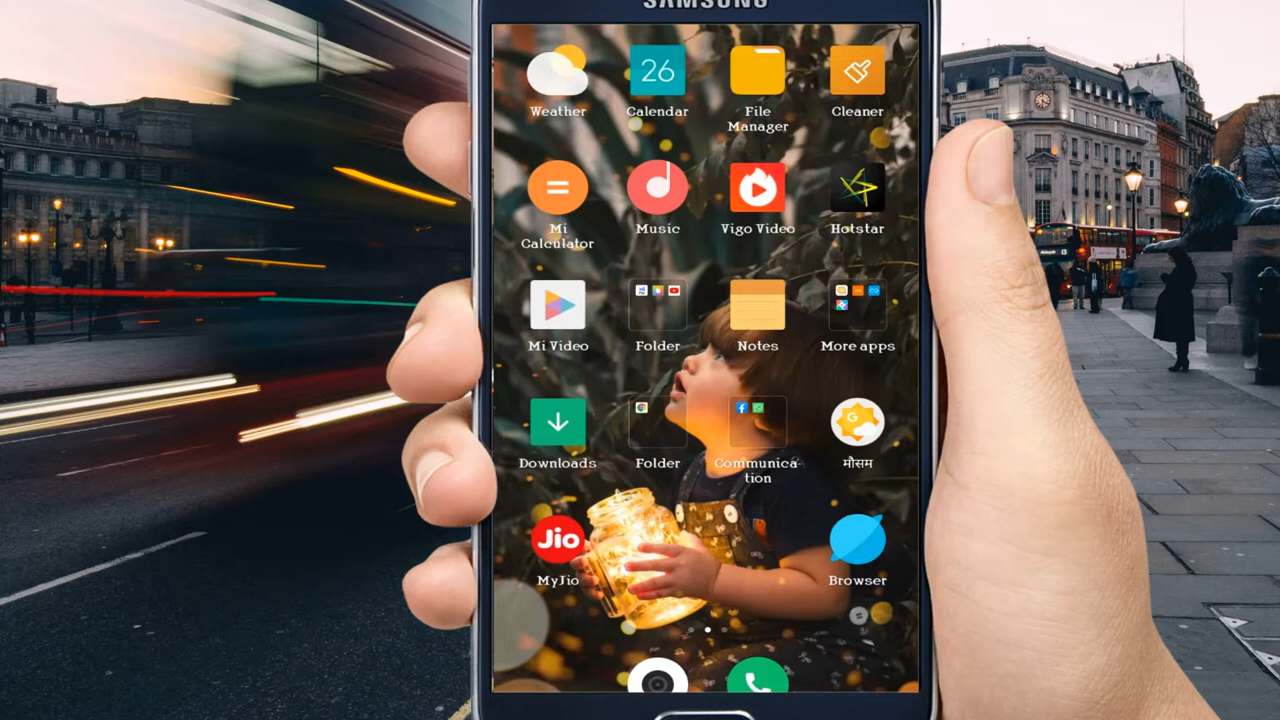 SAMSUNG
26
Weather
Calendar
File
Manager
Cleaner
Mi
Calculator
Music
Vigo Video
Hotstar
Mi Video
Folder
Notes
More apps
G
Downloads
Folder
Communica
tion
मौसम
Jio
MyJio
Browser